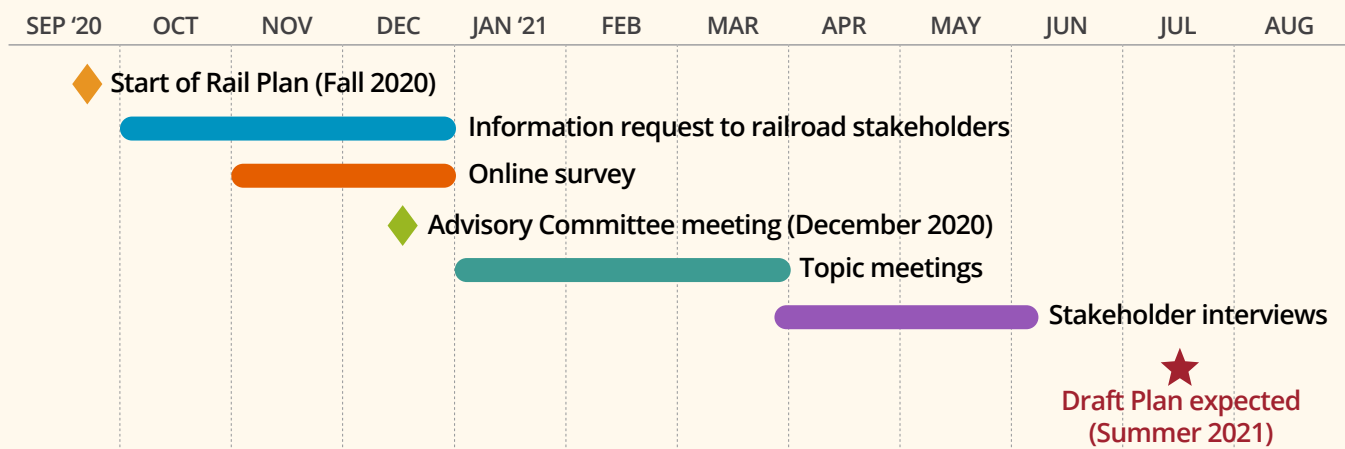 SEP ‘20 OCT NOV DEC JAN ‘21 FEB MAR APR MAY JUN JUL AUG
Start of Rail Plan (Fall 2020)
Information request to railroad stakeholders
Online survey
Advisory Committee meeting (December 2020)
Topic meetings
Stakeholder interviews
Draft Plan expected
(Summer 2021)